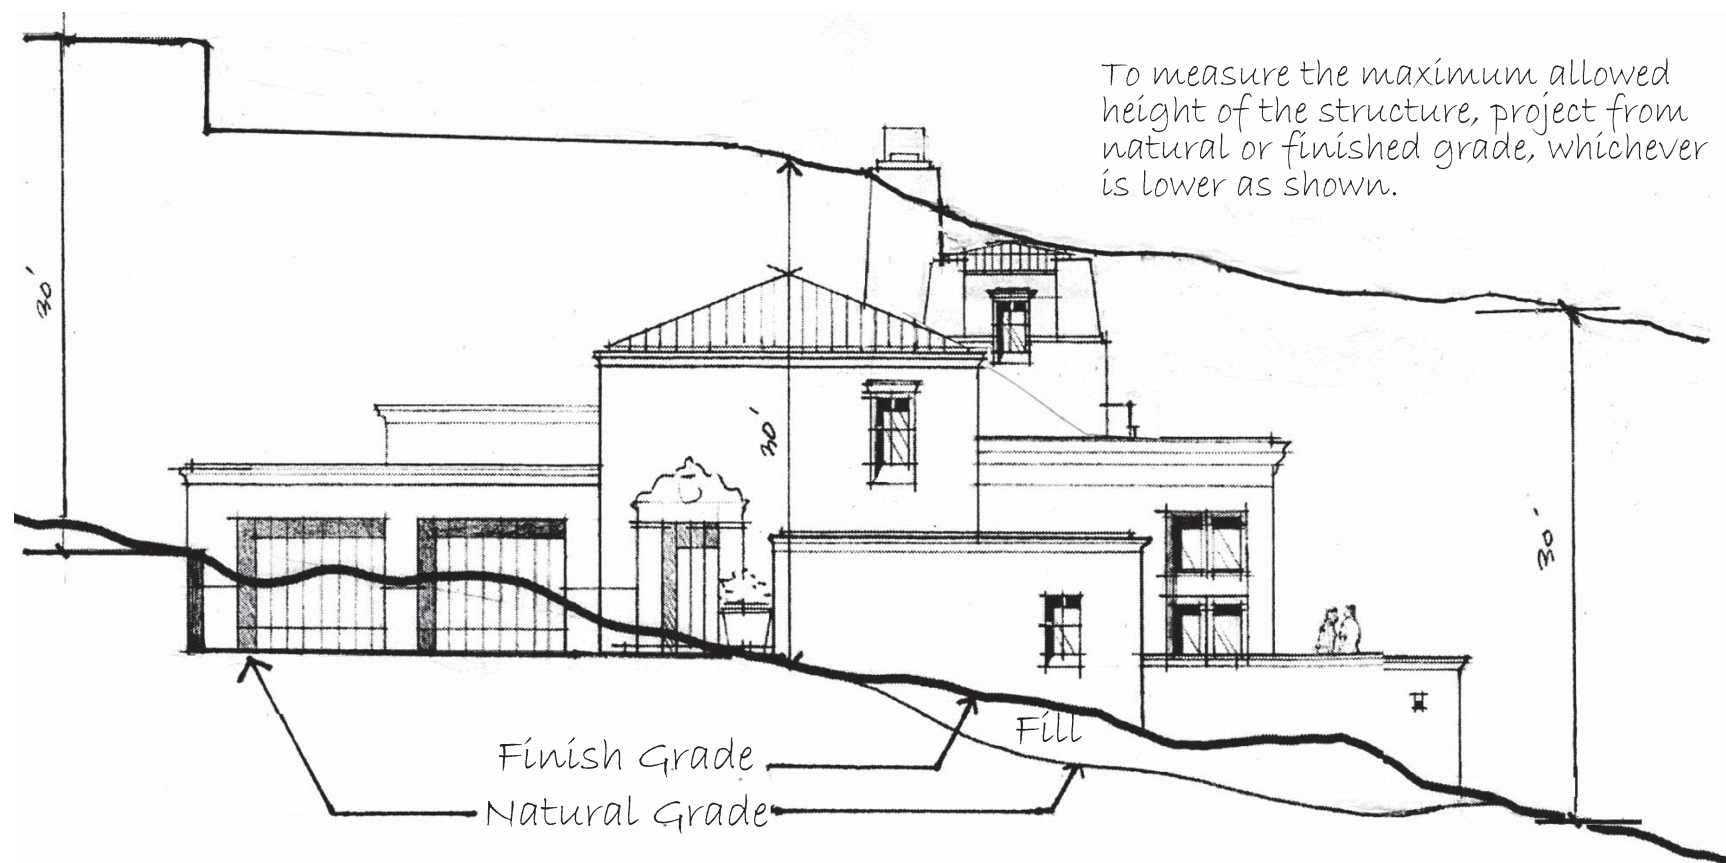 To measure the maximum allowed
height of the structure, project from
natural or finished grade, whichever
is lower as shown.
30'
30'
30'
Fill
Finish Grade
Natural Grade